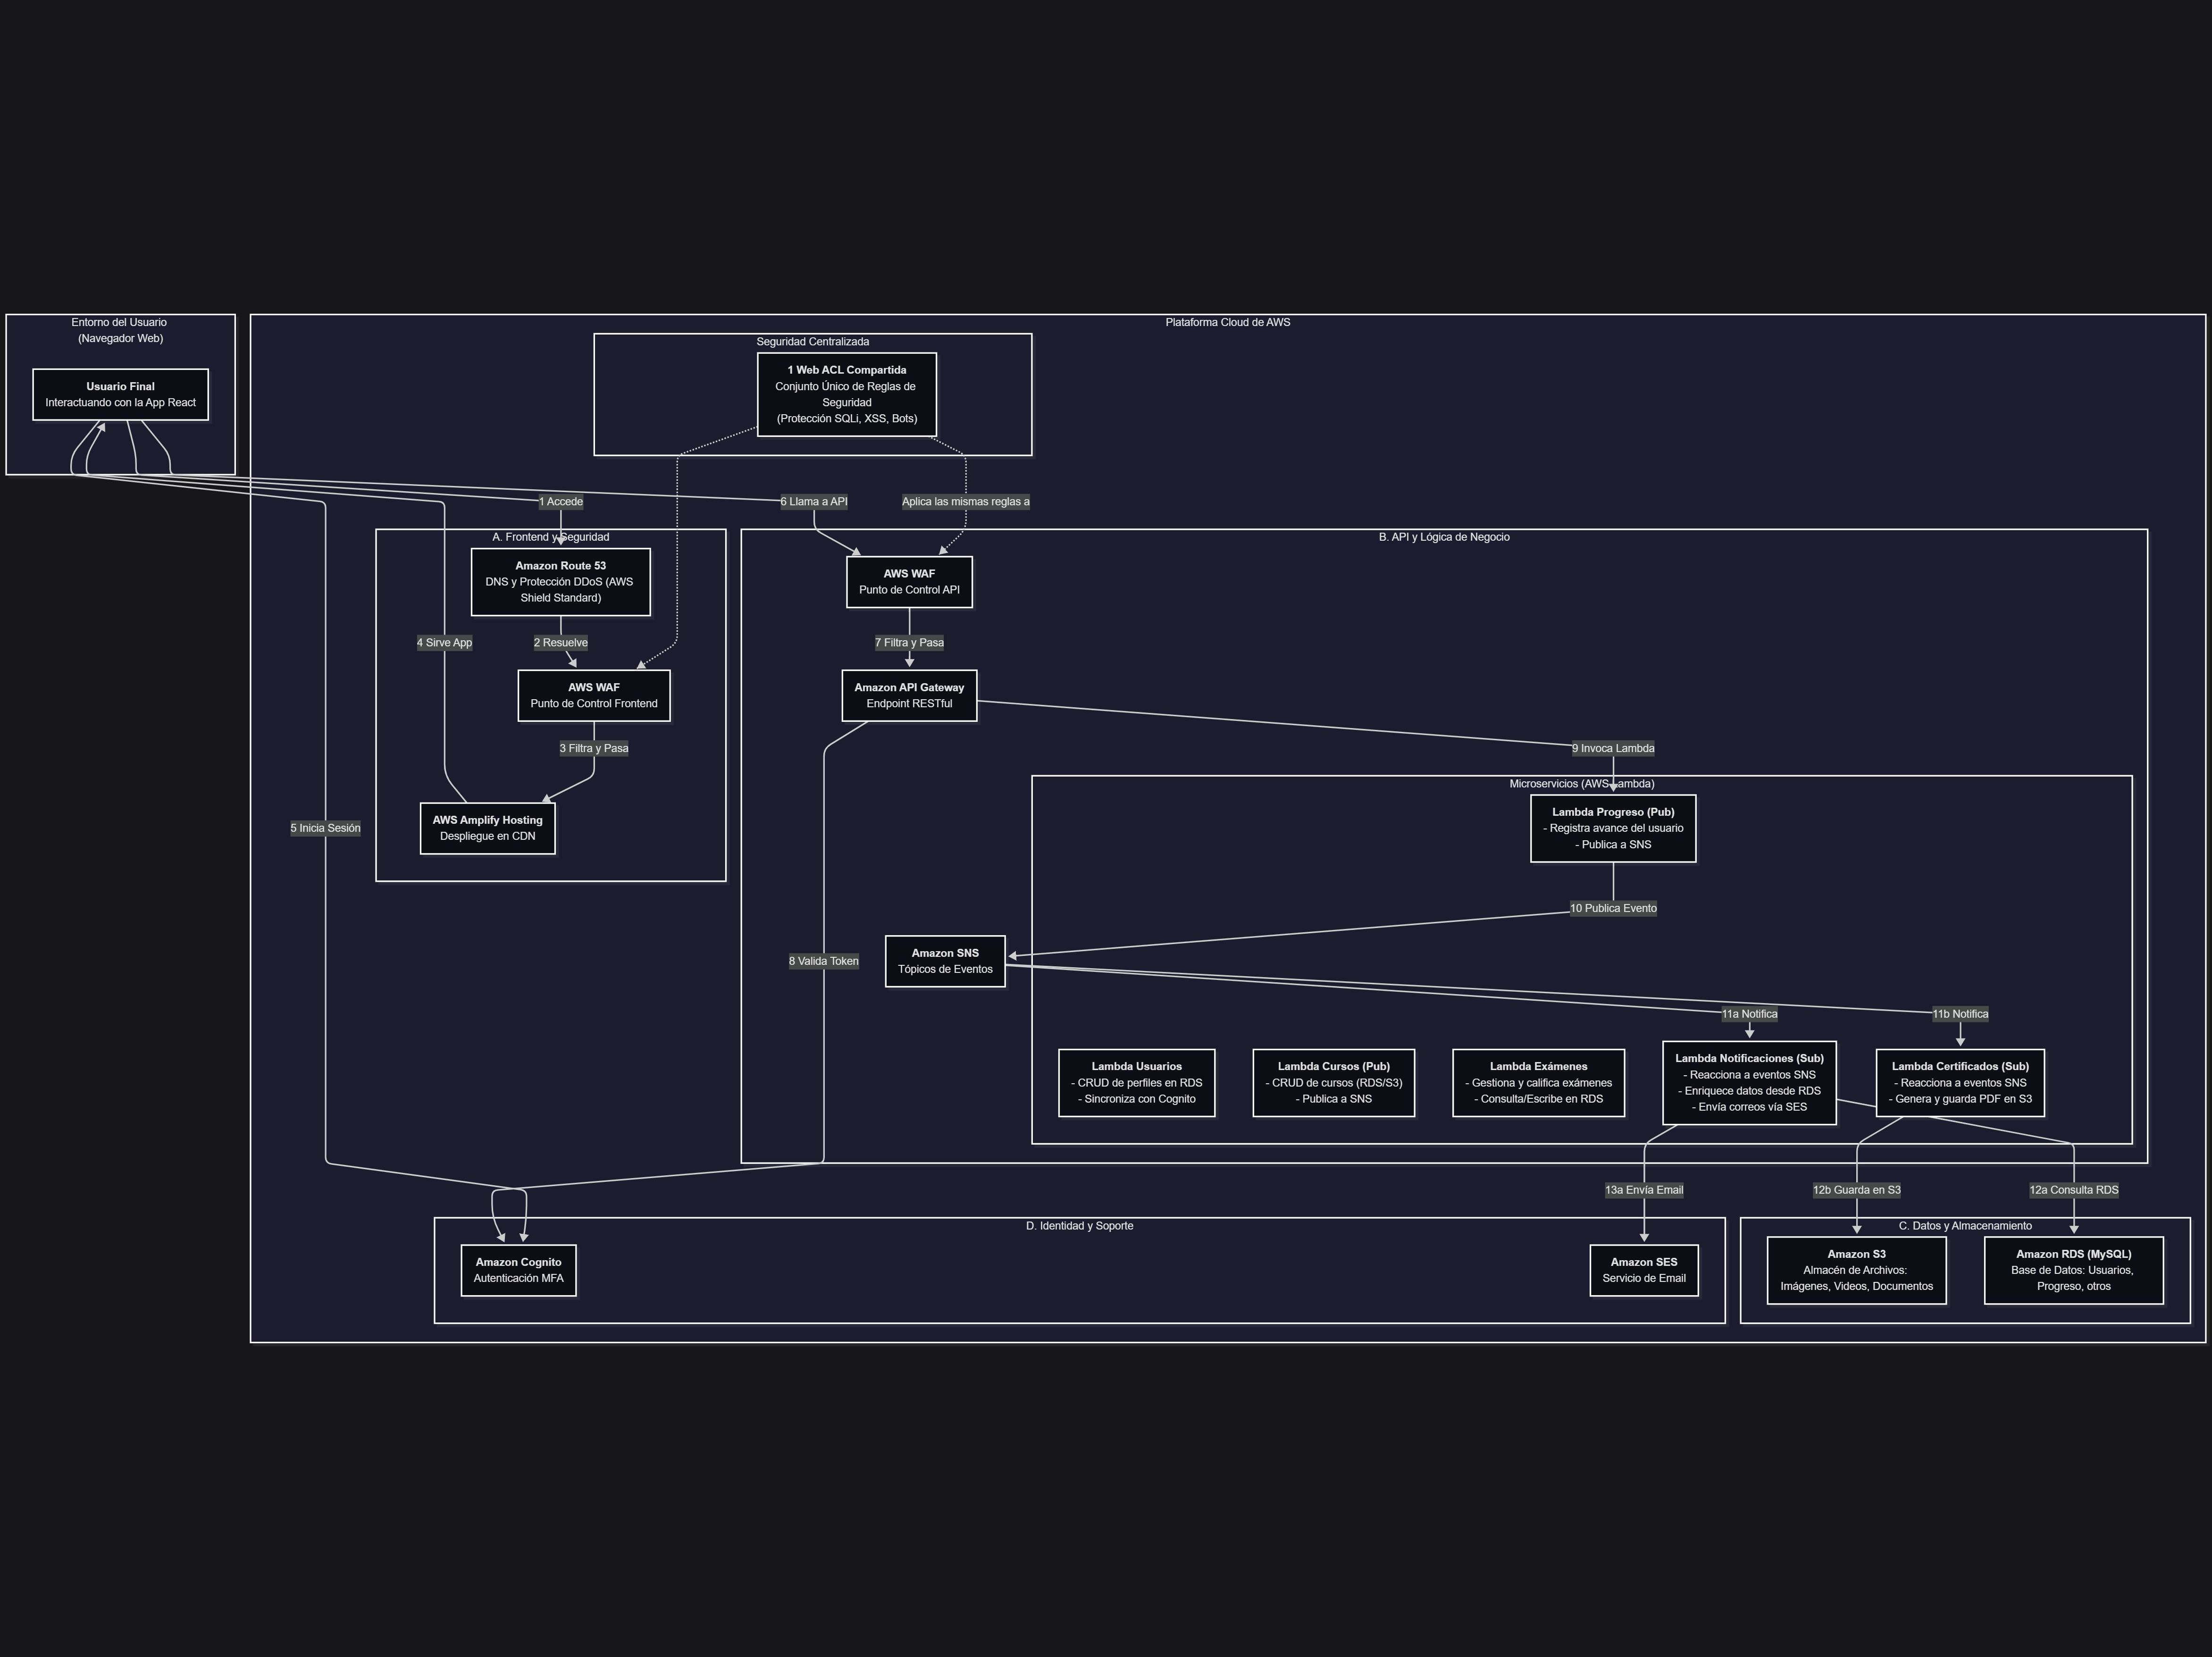 Entorno del Usuario
(Navegador Web)
Usuario Final
Interactuando con la App React
Plataforma Cloud de AWS
Seguridad Centralizada
1 Web ACL Compartida
Conjunto Único de Reglas de
Seguridad
(Protección SQLi, XSS, Bots)
1 Accede
6 Llama a API
Aplica las mismas reglas a
A. Frontend y Seguridad
Amazon Route 53
DNS y Protección DDoS (AWS
Shield Standard)
4 Sirve App
2 Resuelve
AWS WAF
Punto de Control Frontend
3 Filtra y Pasa
AWS Amplify Hosting
Despliegue en CDN
5 Inicia Sesión
B. API y Lógica de Negocio
AWS WAF
Punto de Control API
7 Filtra y Pasa
Amazon API Gateway
Endpoint RESTful
9 Invoca Lambda
Microservicios (AWS Lambda)
Lambda Progreso (Pub)
- Registra avance del usuario
- Publica a SNS
10 Publica Evento
8 Valida Token
Amazon SNS
Tópicos de Eventos
11a Notifica
11b Notifica
Lambda Usuarios
- CRUD de perfiles en RDS
- Sincroniza con Cognito
Lambda Cursos (Pub)
- CRUD de cursos (RDS/S3)
- Publica a SNS
Lambda Exámenes
- Gestiona y califica exámenes
- Consulta/Escribe en RDS
Lambda Notificaciones (Sub)
- Reacciona a eventos SNS
- Enriquece datos desde RDS
- Envía correos vía SES
Lambda Certificados (Sub)
- Reacciona a eventos SNS
- Genera y guarda PDF en S3
13a Envía Email
12b Guarda en S3
12a Consulta RDS
D. Identidad y Soporte
Amazon Cognito
Autenticación MFA
Amazon SES
Servicio de Email
C. Datos y Almacenamiento
Amazon S3
Almacén de Archivos:
Imágenes, Videos, Documentos
Amazon RDS (MySQL)
Base de Datos: Usuarios,
Progreso, otros